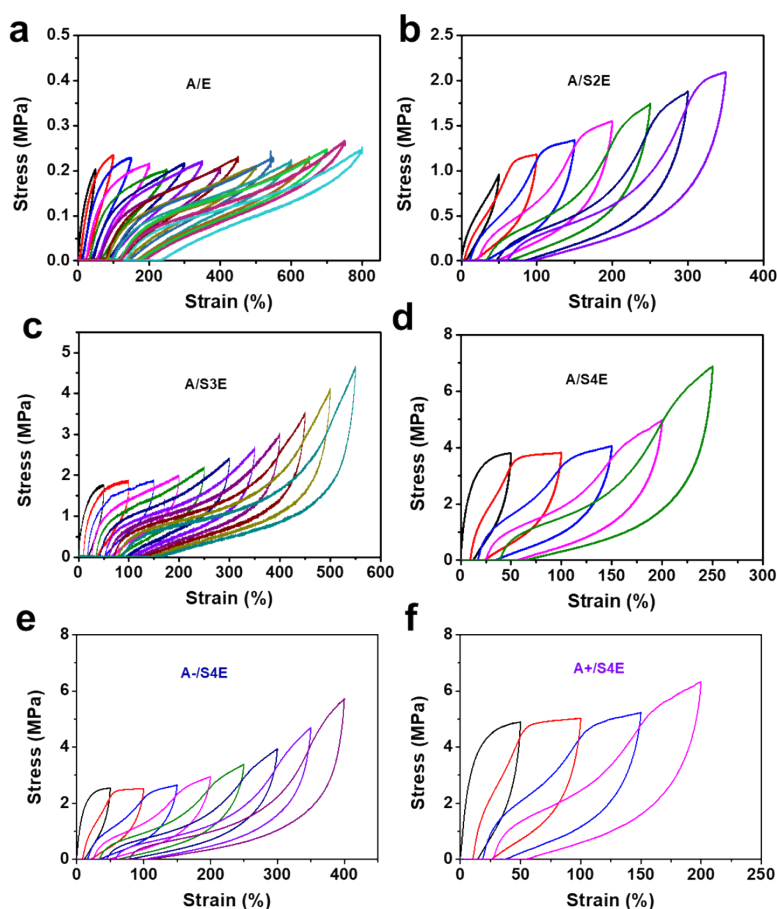 a
0.5
0.4
0.3
0.2
0.1
0.0
Stress (MPa)
A/E
0 200 400 600 800
Strain (%)
b
2.5
2.0
1.5
1.0
0.5
0.0
Stress (MPa)
A/S2E
0 100 200 300 400
Strain (%)
c
5
4
3
2
1
0
Stress (MPa)
A/S3E
0 100 200 300 400 500 600
Strain (%)
d
8
6
4
2
0
Stress (MPa)
A/S4E
0 50 100 150 200 250 300
Strain (%)
e
8
6
4
2
0
Stress (MPa)
A-/S4E
0 100 200 300 400
Strain (%)
f
8
6
4
2
0
Stress (MPa)
A+/S4E
0 50 100 150 200 250
Strain (%)